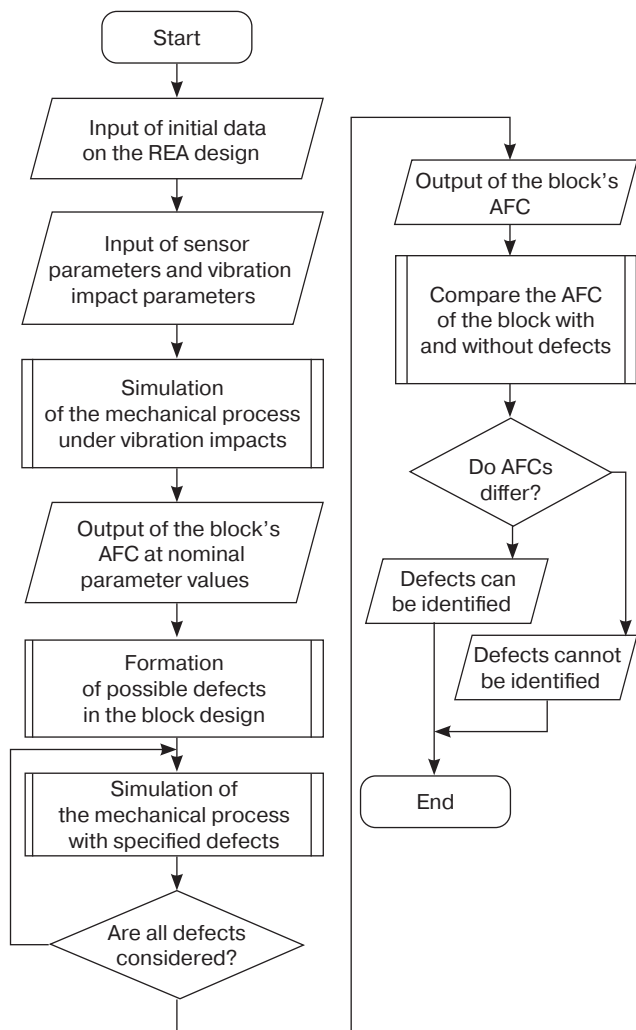 Start
Input of initial data
on the REA design
Input of sensor
parameters and vibration
impact parameters
Simulation
of the mechanical process
under vibration impacts
Output of the block’s
AFC at nominal
parameter values
Formation
of possible defects
in the block design
Simulation of
the mechanical process
with specified defects
Are all defects
considered?
Output of the block’s
AFC
Compare the AFC
of the block with
and without defects
Do AFCs
differ?
Defects can
be identified
Defects cannot
be identified
End